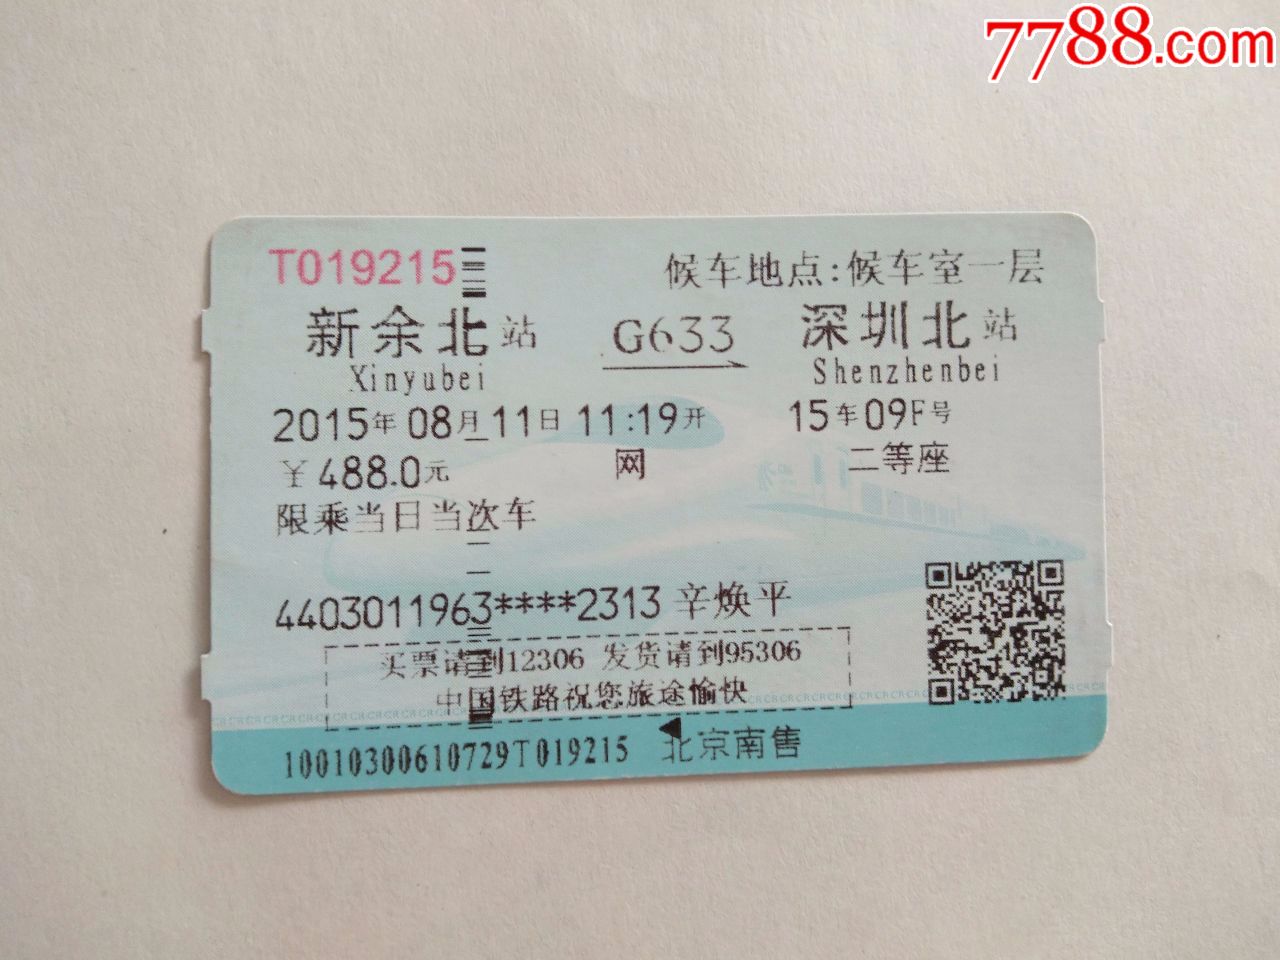 7788.com
T019215
候车地点:候车室一层
新余北站 G633 深圳北站
Xinyubei Shenzhenbei
2015年08月11日 11:19开 15车09F号
￥488.0元 网 二等座
限乘当日当次车
4403011963****2313 辛焕平
买票请到12306 发货请到95306
中国铁路祝您旅途愉快
10010300610729T019215 北京南售